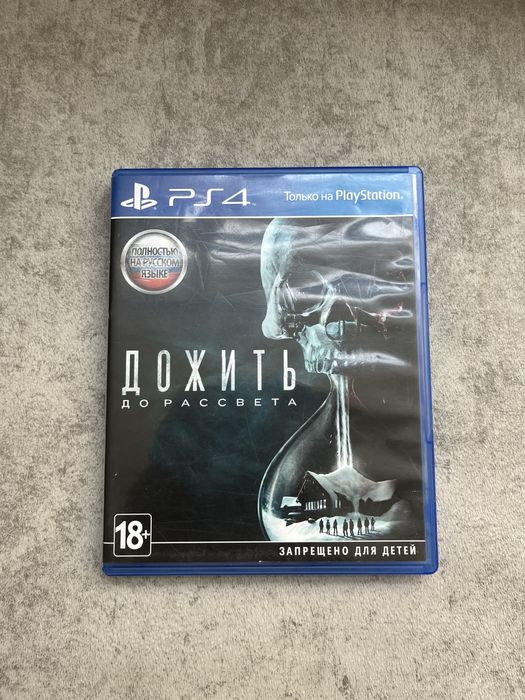 PS4
Только на PlayStation
ПОЛНОСТЬЮ
НА РУССКОМ
ЯЗЫКЕ
ДОЖИТЬ
ДО РАССВЕТА
18+
ЗАПРЕЩЕНО ДЛЯ ДЕТЕЙ